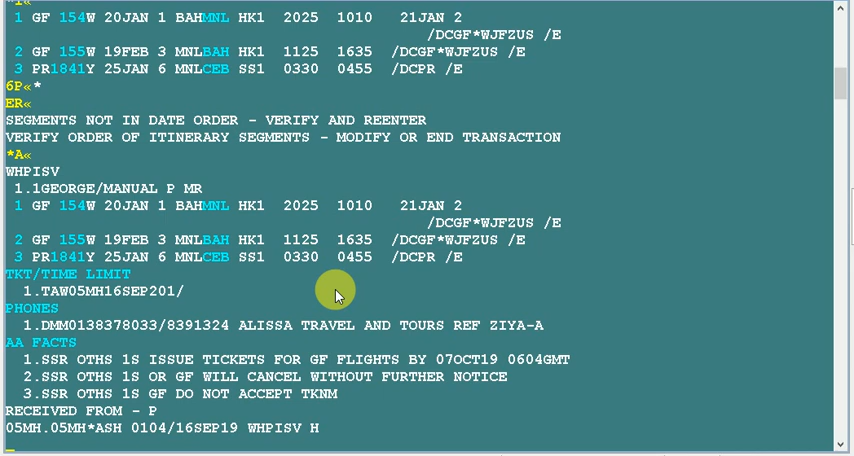 *I«
1 GF 154W 20JAN 1 BAHMNL HK1 2025 1010 21JAN 2
/DCGF*WJFZUS /E
2 GF 155W 19FEB 3 MNLBAH HK1 1125 1635 /DCGF*WJFZUS /E
3 PR1841Y 25JAN 6 MNLCEB SS1 0330 0455 /DCPR /E
6P«*
ER«
SEGMENTS NOT IN DATE ORDER - VERIFY AND REENTER
VERIFY ORDER OF ITINERARY SEGMENTS - MODIFY OR END TRANSACTION
*A«
WHPISV
1.1GEORGE/MANUAL P MR
1 GF 154W 20JAN 1 BAHMNL HK1 2025 1010 21JAN 2
/DCGF*WJFZUS /E
2 GF 155W 19FEB 3 MNLBAH HK1 1125 1635 /DCGF*WJFZUS /E
3 PR1841Y 25JAN 6 MNLCEB SS1 0330 0455 /DCPR /E
TKT/TIME LIMIT
1.TAW05MH16SEP201/
PHONES
1.DMM0138378033/8391324 ALISSA TRAVEL AND TOURS REF ZIYA-A
AA FACTS
1.SSR OTHS 1S ISSUE TICKETS FOR GF FLIGHTS BY 07OCT19 0604GMT
2.SSR OTHS 1S OR GF WILL CANCEL WITHOUT FURTHER NOTICE
3.SSR OTHS 1S GF DO NOT ACCEPT TKNM
RECEIVED FROM - P
05MH.05MH*ASH 0104/16SEP19 WHPISV H